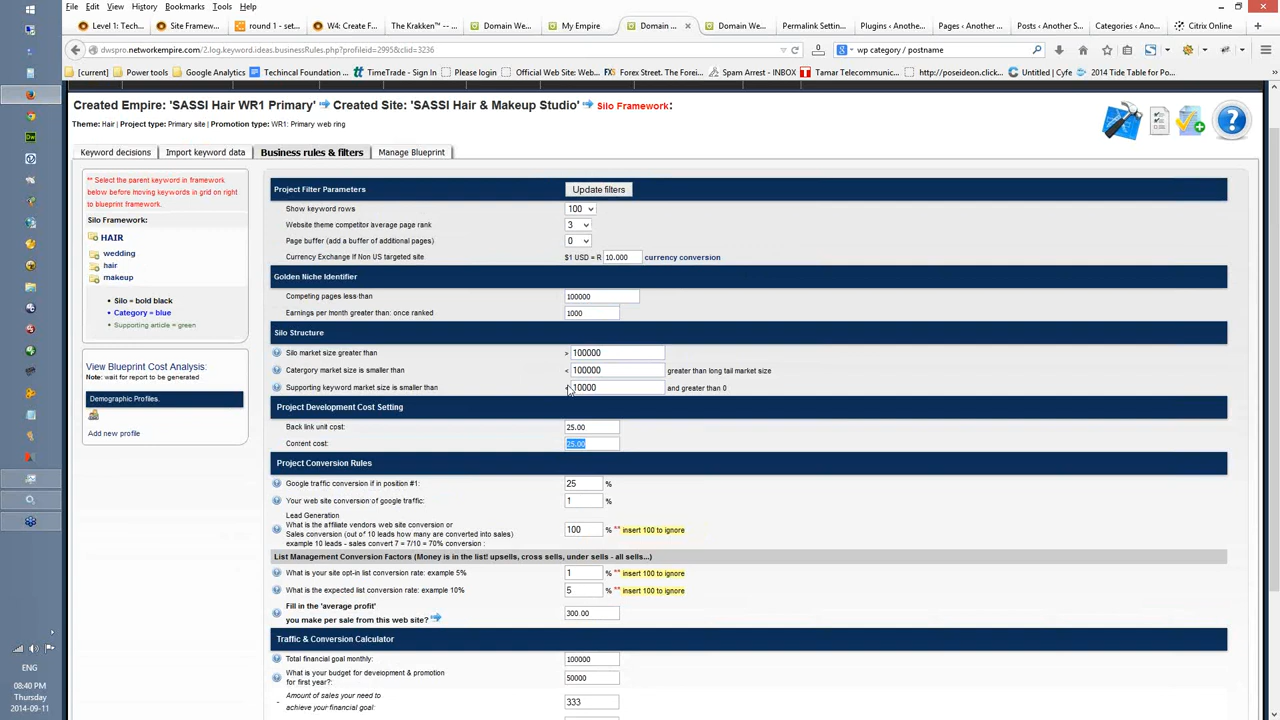 File Edit View History Bookmarks Tools Help
Level 1: Tech... Site Framew... round 1 - set... W4: Create F... The Krakken™ -... Domain We... My Empire Domain ... × Domain We... Permalink Settin... Plugins ‹ Anothe... Pages ‹ Another ... Posts ‹ Another S... Categories ‹ Ano... Citrix Online
dwspro.networkempire.com/2.log.keyword.ideas.businessRules.php?profileid=2995&clid=3236 wp category / postname
[current] Power tools Google Analytics Techincal Foundation ... TimeTrade - Sign In Please login Official Web Site: Web... Forex Street. The Forei... Spam Arrest - INBOX Tamar Telecommunic... http://poseidon.click... Untitled | Cyfe 2014 Tide Table for Po...
Created Empire: 'SASSI Hair WR1 Primary' Created Site: 'SASSI Hair & Makeup Studio' Silo Framework:
Theme: Hair | Project type: Primary site | Promotion type: WR1: Primary web ring
Keyword decisions Import keyword data Business rules & filters Manage Blueprint
** Select the parent keyword in framework
below before moving keywords in grid on right
to blueprint framework.
Silo Framework:
HAIR
wedding
hair
makeup
• Silo = bold black
• Category = blue
• Supporting article = green
View Blueprint Cost Analysis:
Note: wait for report to be generated
Demographic Profiles.
Add new profile
Project Filter Parameters Update filters
Show keyword rows 100
Website theme competitor average page rank 3
Page buffer (add a buffer of additional pages) 0
Currency Exchange If Non US targeted site $1 USD = R 10.000 currency conversion
Golden Niche Identifier
Competing pages less than 100000
Earnings per month greater than: once ranked 1000
Silo Structure
Silo market size greater than > 100000
Catergory market size is smaller than < 100000 greater than long tail market size
Supporting keyword market size is smaller than 10000 and greater than 0
Project Development Cost Setting
Back link unit cost: 25.00
Content cost: 25.00
Project Conversion Rules
Google traffic conversion if in position #1: 25 %
Your web site conversion of google traffic: 1 %
Lead Generation
What is the affiliate vendors web site conversion or
Sales conversion (out of 10 leads how many are converted into sales)
example 10 leads - sales convert 7 = 7/10 = 70% conversion : 100 % ** insert 100 to ignore
List Management Conversion Factors (Money is in the list! upsells, cross sells, under sells - all sells...)
What is your site opt-in list conversion rate: example 5% 1 % ** insert 100 to ignore
What is the expected list conversion rate: example 10% 5 % ** insert 100 to ignore
Fill in the 'average profit'
you make per sale from this web site? 300.00
Traffic & Conversion Calculator
Total financial goal monthly: 100000
What is your budget for development & promotion
for first year?: 50000
Amount of sales your need to
achieve your financial goal: 333
ENG
08:40 PM
Thursday
2014-09-11